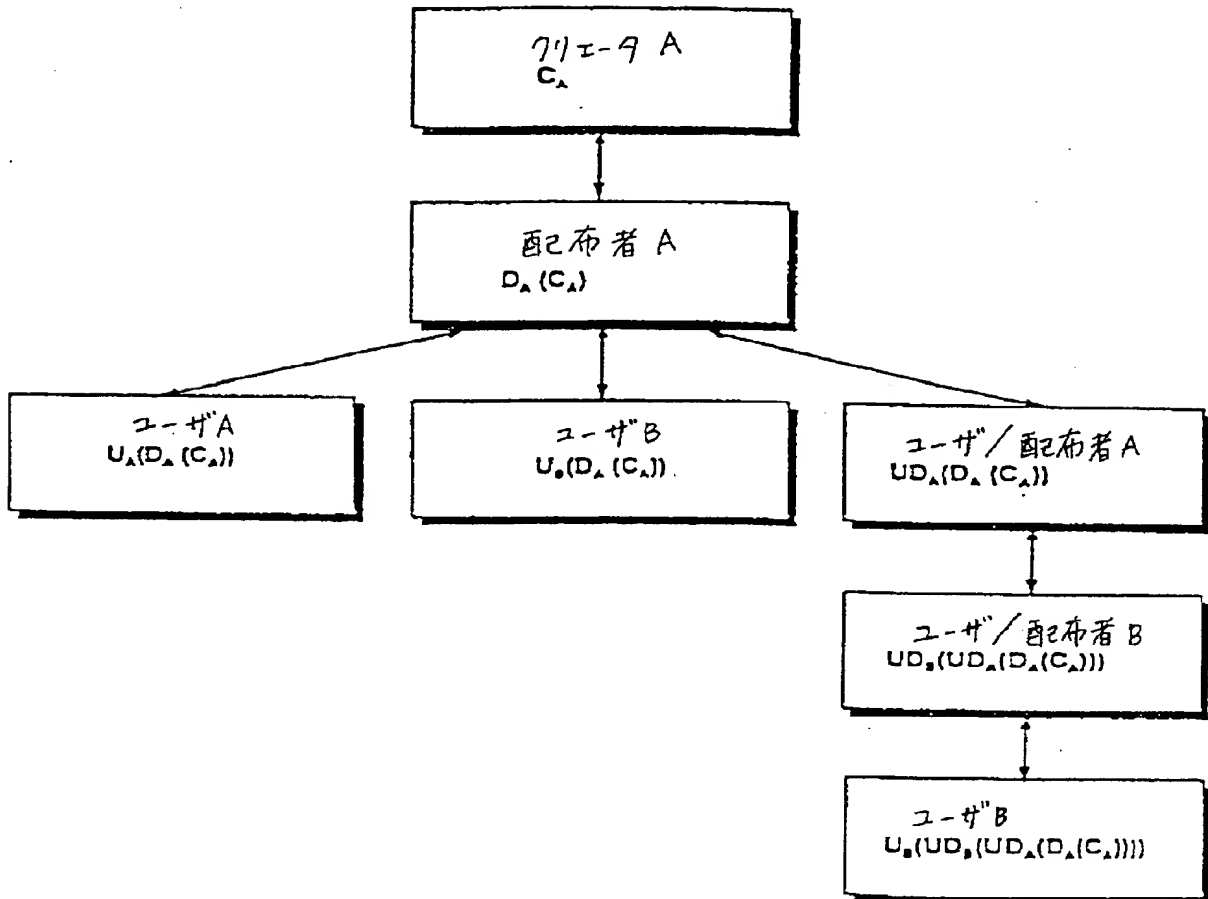 クリエータ A
C_A
配布者 A
D_A (C_A)
ユーザA
U_A(D_A (C_A))
ユーザB
U_B(D_A (C_A))
ユーザ/配布者A
UD_A(D_A (C_A))
ユーザ/配布者B
UD_B(UD_A(D_A(C_A)))
ユーザB
U_B(UD_B(UD_A(D_A(C_A))))